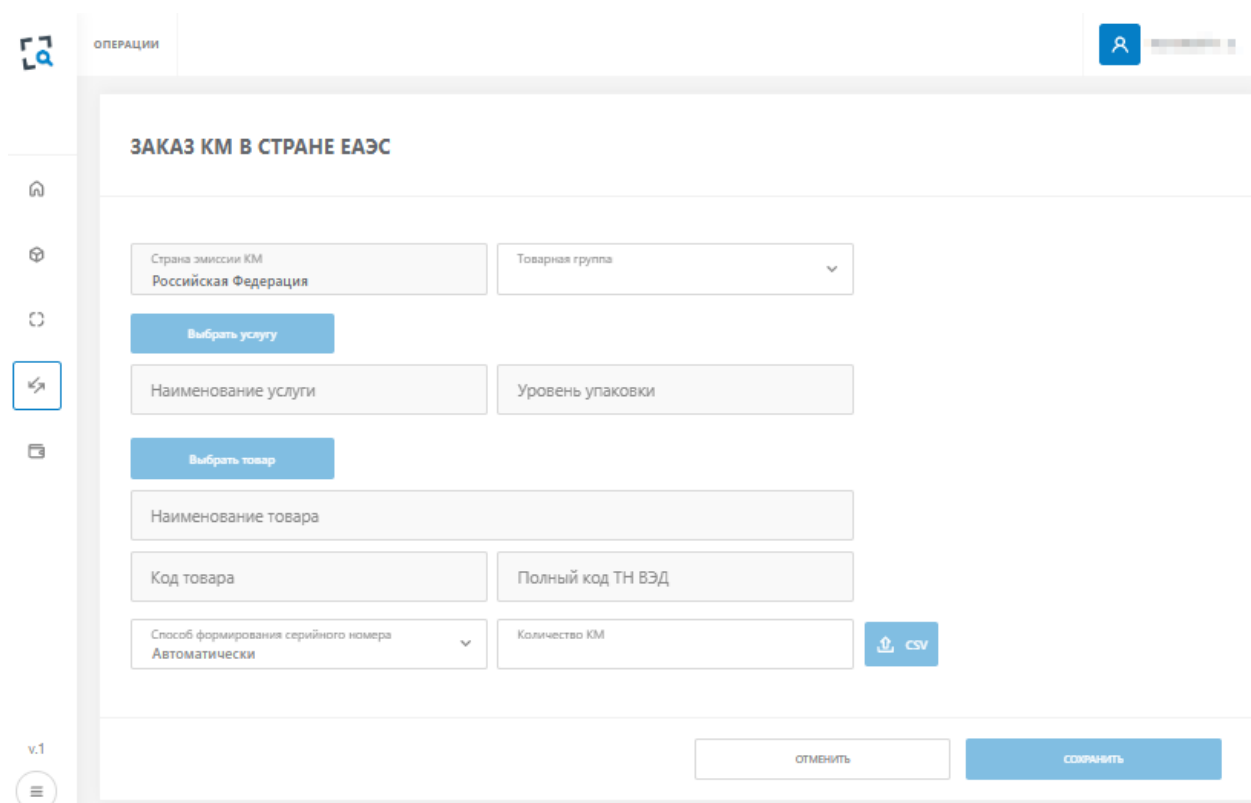 ОПЕРАЦИИ
ЗАКАЗ КМ В СТРАНЕ ЕАЭС
Страна эмиссии КМ
Российская Федерация
Товарная группа
Выбрать услугу
Наименование услуги
Уровень упаковки
Выбрать товар
Наименование товара
Код товара
Полный код ТН ВЭД
Способ формирования серийного номера
Автоматически
Количество КМ
CSV
v.1
ОТМЕНИТЬ
СОХРАНИТЬ